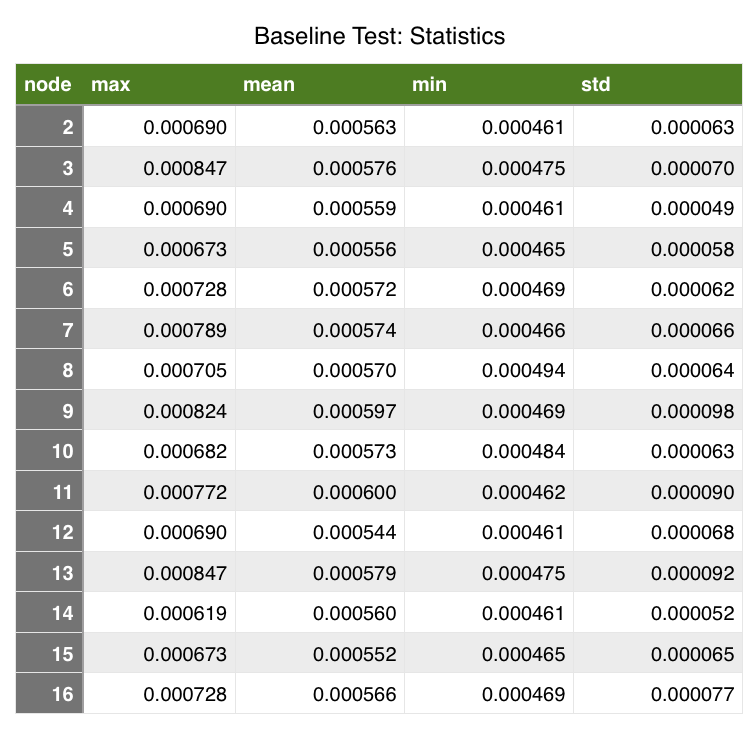 Baseline Test: Statistics
node max mean min std
2 0.000690 0.000563 0.000461 0.000063
3 0.000847 0.000576 0.000475 0.000070
4 0.000690 0.000559 0.000461 0.000049
5 0.000673 0.000556 0.000465 0.000058
6 0.000728 0.000572 0.000469 0.000062
7 0.000789 0.000574 0.000466 0.000066
8 0.000705 0.000570 0.000494 0.000064
9 0.000824 0.000597 0.000469 0.000098
10 0.000682 0.000573 0.000484 0.000063
11 0.000772 0.000600 0.000462 0.000090
12 0.000690 0.000544 0.000461 0.000068
13 0.000847 0.000579 0.000475 0.000092
14 0.000619 0.000560 0.000461 0.000052
15 0.000673 0.000552 0.000465 0.000065
16 0.000728 0.000566 0.000469 0.000077